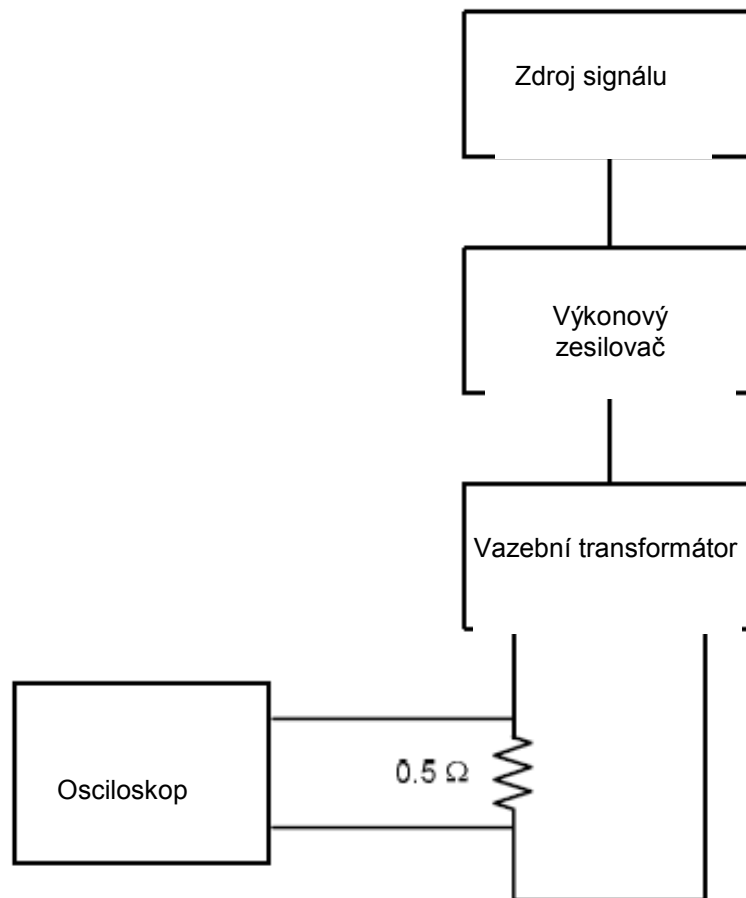 Zdroj signálu
Výkonový
zesilovač
Vazební transformátor
0.5 Ω
Osciloskop